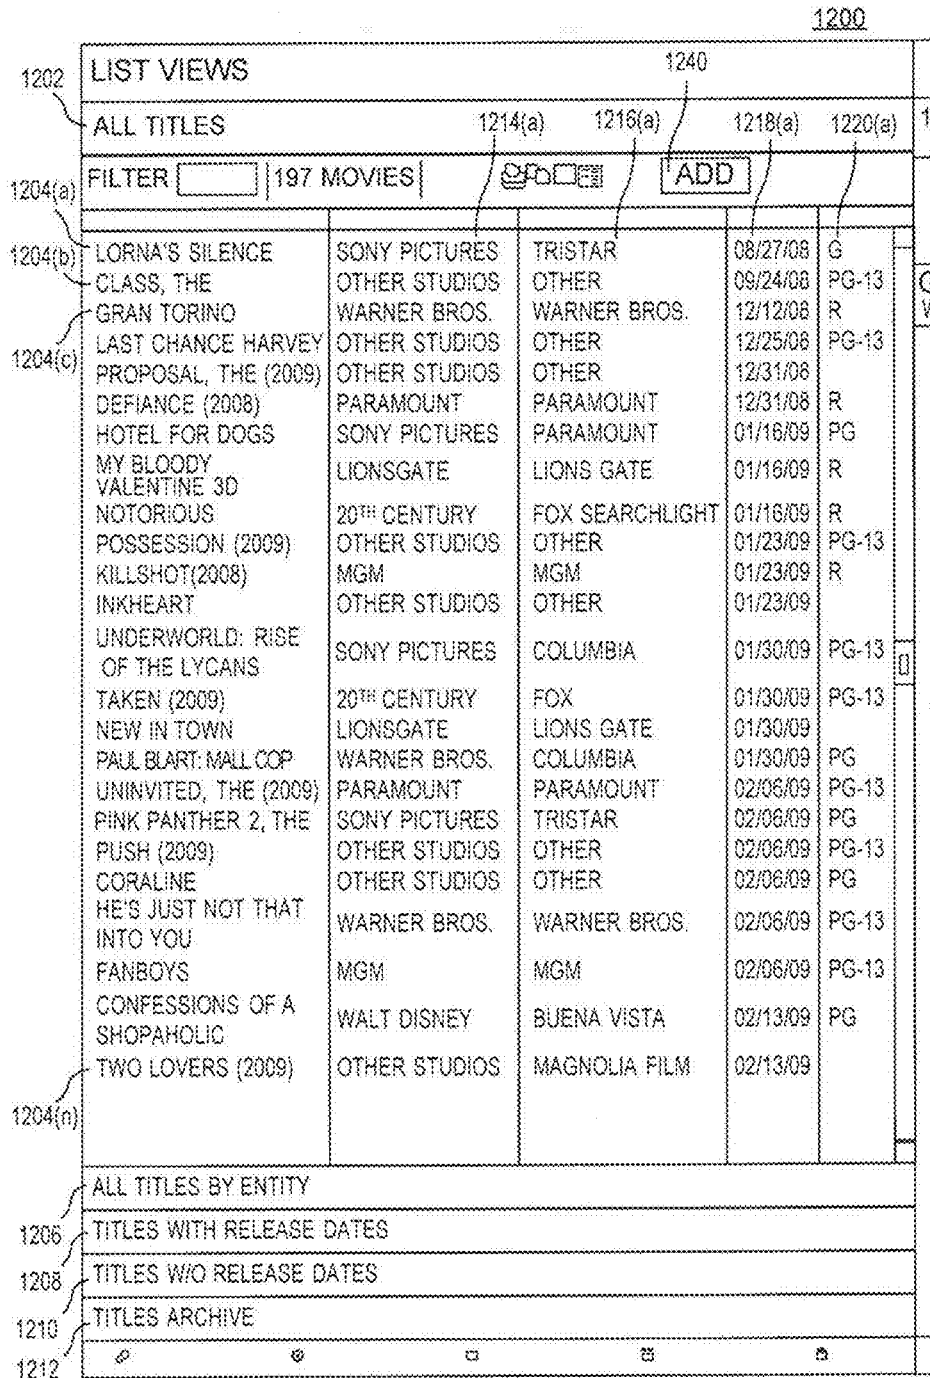 1200
LIST VIEWS
1240
1202
ALL TITLES 1214(a) 1216(a) 1218(a) 1220(a)
FILTER 197 MOVIES ADD
1204(a)
LORNA'S SILENCE SONY PICTURES TRISTAR 08/27/08 G
1204(b)
CLASS, THE OTHER STUDIOS OTHER 09/24/08 PG-13
GRAN TORINO WARNER BROS. WARNER BROS. 12/12/08 R
1204(c)
LAST CHANCE HARVEY OTHER STUDIOS OTHER 12/25/08 PG-13
PROPOSAL, THE (2009) OTHER STUDIOS OTHER 12/31/08
DEFIANCE (2008) PARAMOUNT PARAMOUNT 12/31/08 R
HOTEL FOR DOGS SONY PICTURES PARAMOUNT 01/16/09 PG
MY BLOODY
VALENTINE 3D LIONSGATE LIONS GATE 01/16/09 R
NOTORIOUS 20TH CENTURY FOX SEARCHLIGHT 01/16/09 R
POSSESSION (2009) OTHER STUDIOS OTHER 01/23/09 PG-13
KILLSHOT(2008) MGM MGM 01/23/09 R
INKHEART OTHER STUDIOS OTHER 01/23/09
UNDERWORLD: RISE
OF THE LYCANS SONY PICTURES COLUMBIA 01/30/09 PG-13
TAKEN (2009) 20TH CENTURY FOX 01/30/09 PG-13
NEW IN TOWN LIONSGATE LIONS GATE 01/30/09
PAUL BLART: MALL COP WARNER BROS. COLUMBIA 01/30/09 PG
UNINVITED, THE (2009) PARAMOUNT PARAMOUNT 02/06/09 PG-13
PINK PANTHER 2, THE SONY PICTURES TRISTAR 02/06/09 PG
PUSH (2009) OTHER STUDIOS OTHER 02/06/09 PG-13
CORALINE OTHER STUDIOS OTHER 02/06/09 PG
HE'S JUST NOT THAT
INTO YOU WARNER BROS. WARNER BROS. 02/06/09 PG-13
FANBOYS MGM MGM 02/06/09 PG-13
CONFESSIONS OF A
SHOPAHOLIC WALT DISNEY BUENA VISTA 02/13/09 PG
TWO LOVERS (2009) OTHER STUDIOS MAGNOLIA FILM 02/13/09
1204(n)
ALL TITLES BY ENTITY
1206
TITLES WITH RELEASE DATES
1208
TITLES W/O RELEASE DATES
1210
TITLES ARCHIVE
1212